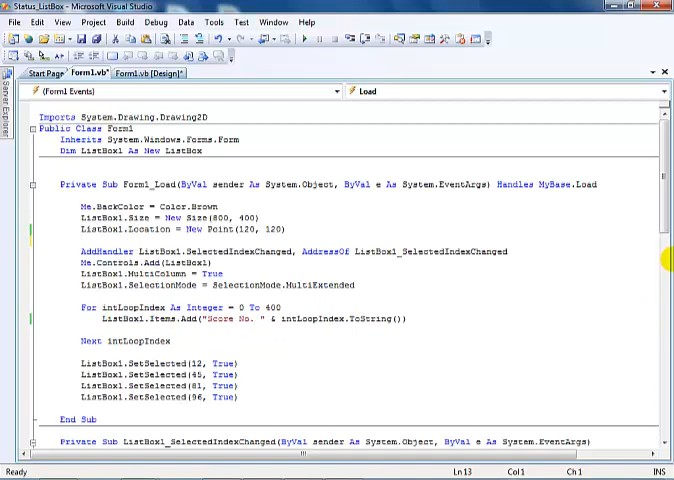 Status_ListBox - Microsoft Visual Studio
File Edit View Project Build Debug Data Tools Test Window Help
Start Page Form1.vb* Form1.vb [Design]*
(Form1 Events) Load
Server Explorer
Imports System.Drawing.Drawing2D
Public Class Form1
Inherits System.Windows.Forms.Form
Dim ListBox1 As New ListBox
Private Sub Form1_Load(ByVal sender As System.Object, ByVal e As System.EventArgs) Handles MyBase.Load
Me.BackColor = Color.Brown
ListBox1.Size = New Size(800, 400)
ListBox1.Location = New Point(120, 120)
AddHandler ListBox1.SelectedIndexChanged, AddressOf ListBox1_SelectedIndexChanged
Me.Controls.Add(ListBox1)
ListBox1.MultiColumn = True
ListBox1.SelectionMode = SelectionMode.MultiExtended
For intLoopIndex As Integer = 0 To 400
ListBox1.Items.Add("Score No. " & intLoopIndex.ToString())
Next intLoopIndex
ListBox1.SetSelected(12, True)
ListBox1.SetSelected(45, True)
ListBox1.SetSelected(81, True)
ListBox1.SetSelected(96, True)
End Sub
Private Sub ListBox1_SelectedIndexChanged(ByVal sender As System.Object, ByVal e As System.EventArgs)
Ready Ln 13 Col 1 Ch 1 INS